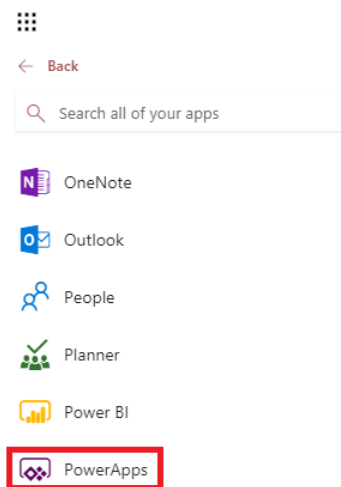 Back
Search all of your apps
OneNote
Outlook
People
Planner
Power BI
PowerApps